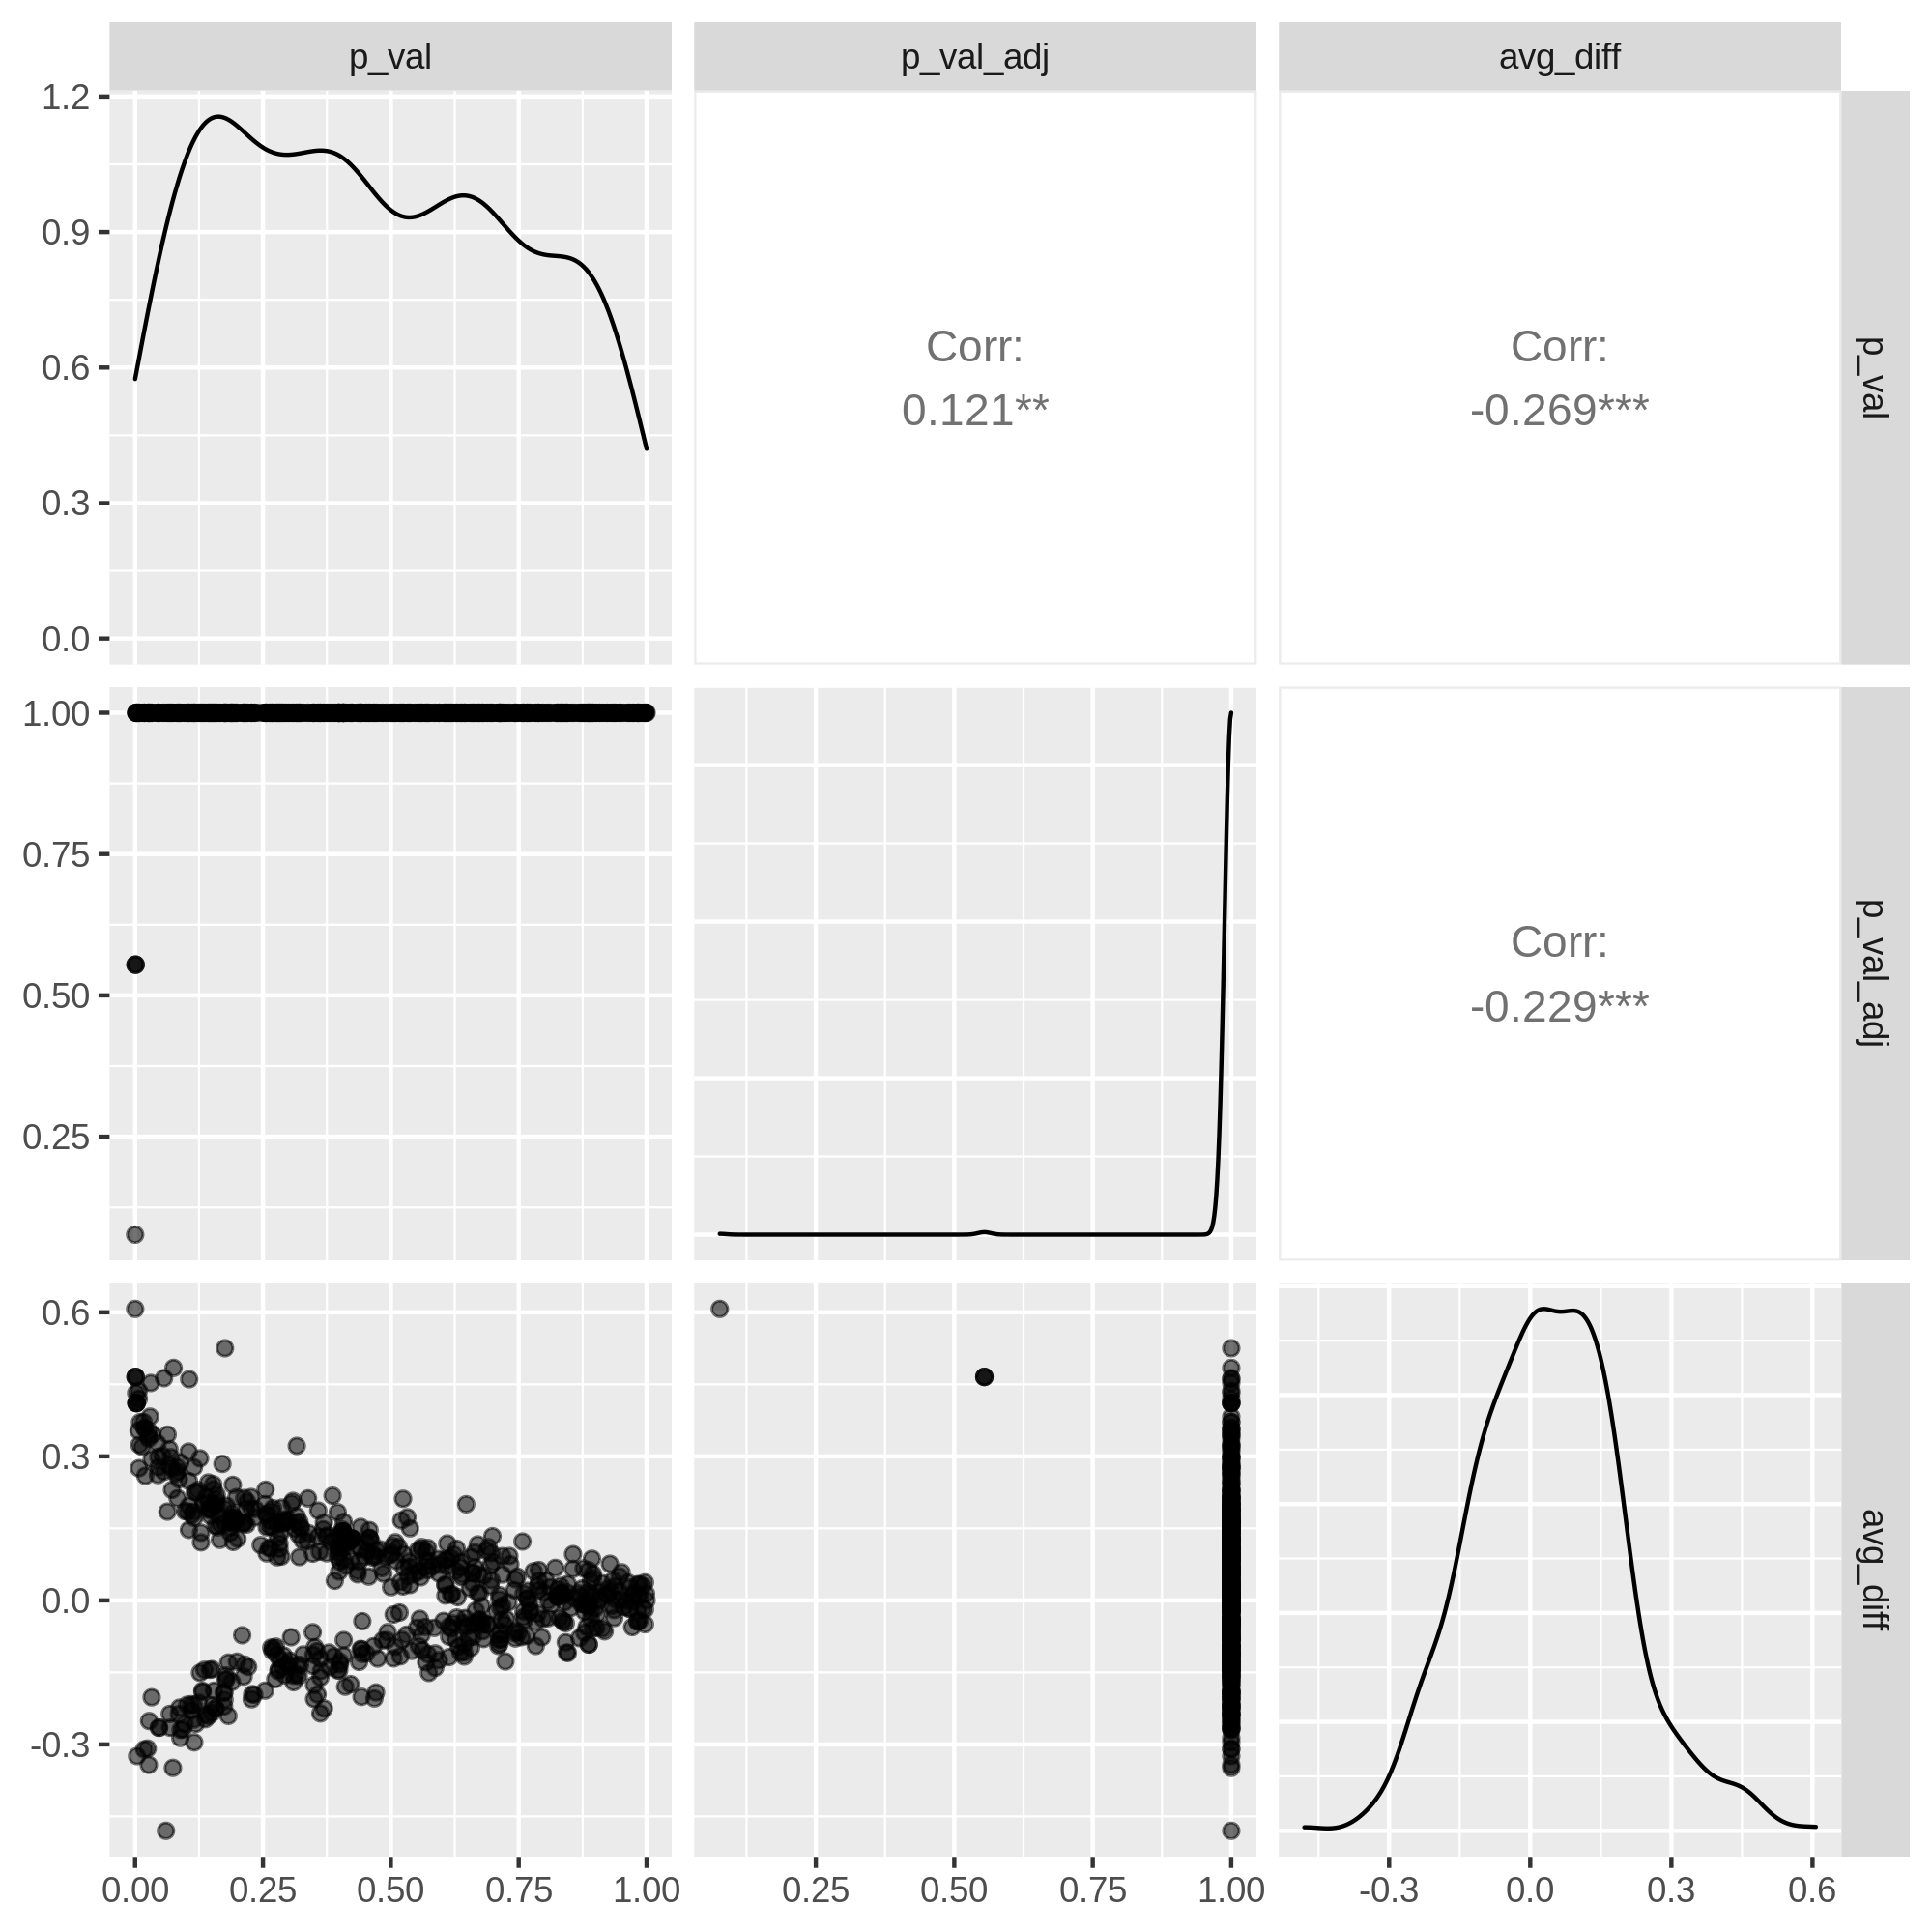 p_val
p_val_adj
avg_diff
1.2
0.9
0.6
0.3
0.0
Corr:
0.121**
Corr:
-0.269***
p_val
1.00
0.75
0.50
0.25
Corr:
-0.229***
p_val_adj
0.6
0.3
0.0
-0.3
avg_diff
0.00 0.25 0.50 0.75 1.00
0.25 0.50 0.75 1.00
-0.3 0.0 0.3 0.6